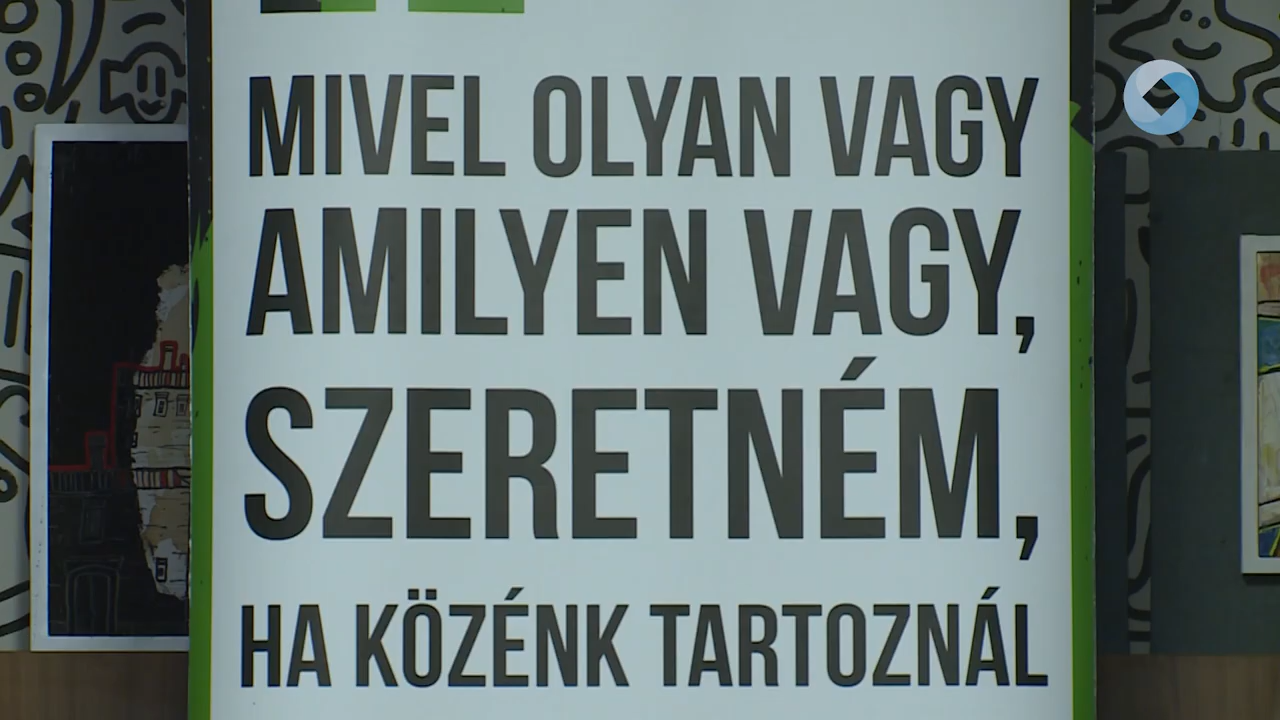 MIVEL OLYAN VAGY
AMILYEN VAGY,
SZERETNÉM,
HA KÖZÉNK TARTOZNÁL